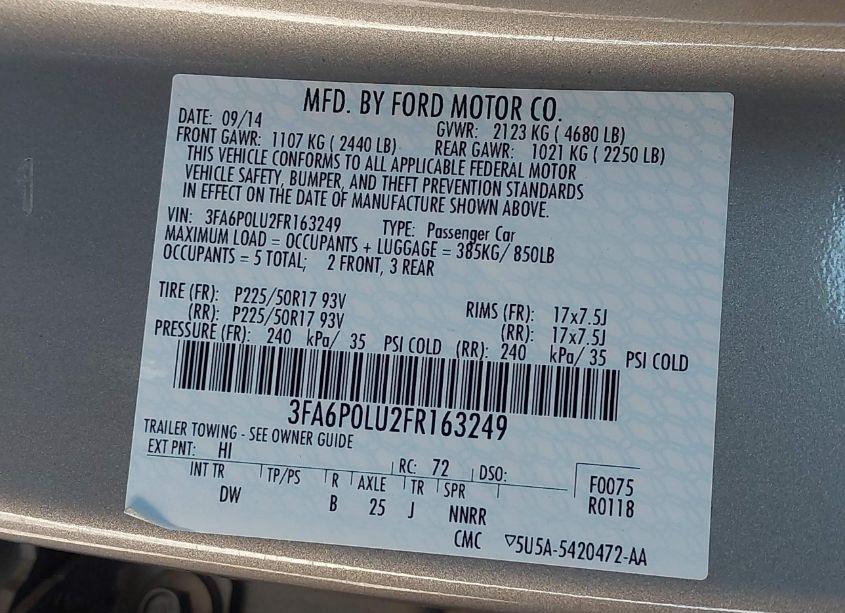 MFD. BY FORD MOTOR CO.
DATE: 09/14 GVWR: 2123 KG ( 4680 LB)
FRONT GAWR: 1107 KG ( 2440 LB) REAR GAWR: 1021 KG ( 2250 LB)
THIS VEHICLE CONFORMS TO ALL APPLICABLE FEDERAL MOTOR
VEHICLE SAFETY, BUMPER, AND THEFT PREVENTION STANDARDS
IN EFFECT ON THE DATE OF MANUFACTURE SHOWN ABOVE.
VIN: 3FA6P0LU2FR163249 TYPE: Passenger Car
MAXIMUM LOAD = OCCUPANTS + LUGGAGE = 385KG/ 850LB
OCCUPANTS = 5 TOTAL; 2 FRONT, 3 REAR
TIRE (FR): P225/50R17 93V RIMS (FR): 17x7.5J
(RR): P225/50R17 93V (RR): 17x7.5J
PRESSURE (FR): 240 kPa/ 35 PSI COLD (RR): 240 kPa/ 35 PSI COLD
3FA6P0LU2FR163249
TRAILER TOWING - SEE OWNER GUIDE
EXT PNT: HI RC: 72 DSO: F0075
INT TR TP/PS R AXLE TR SPR R0118
DW B 25 J NNRR
CMC ▽5U5A-5420472-AA